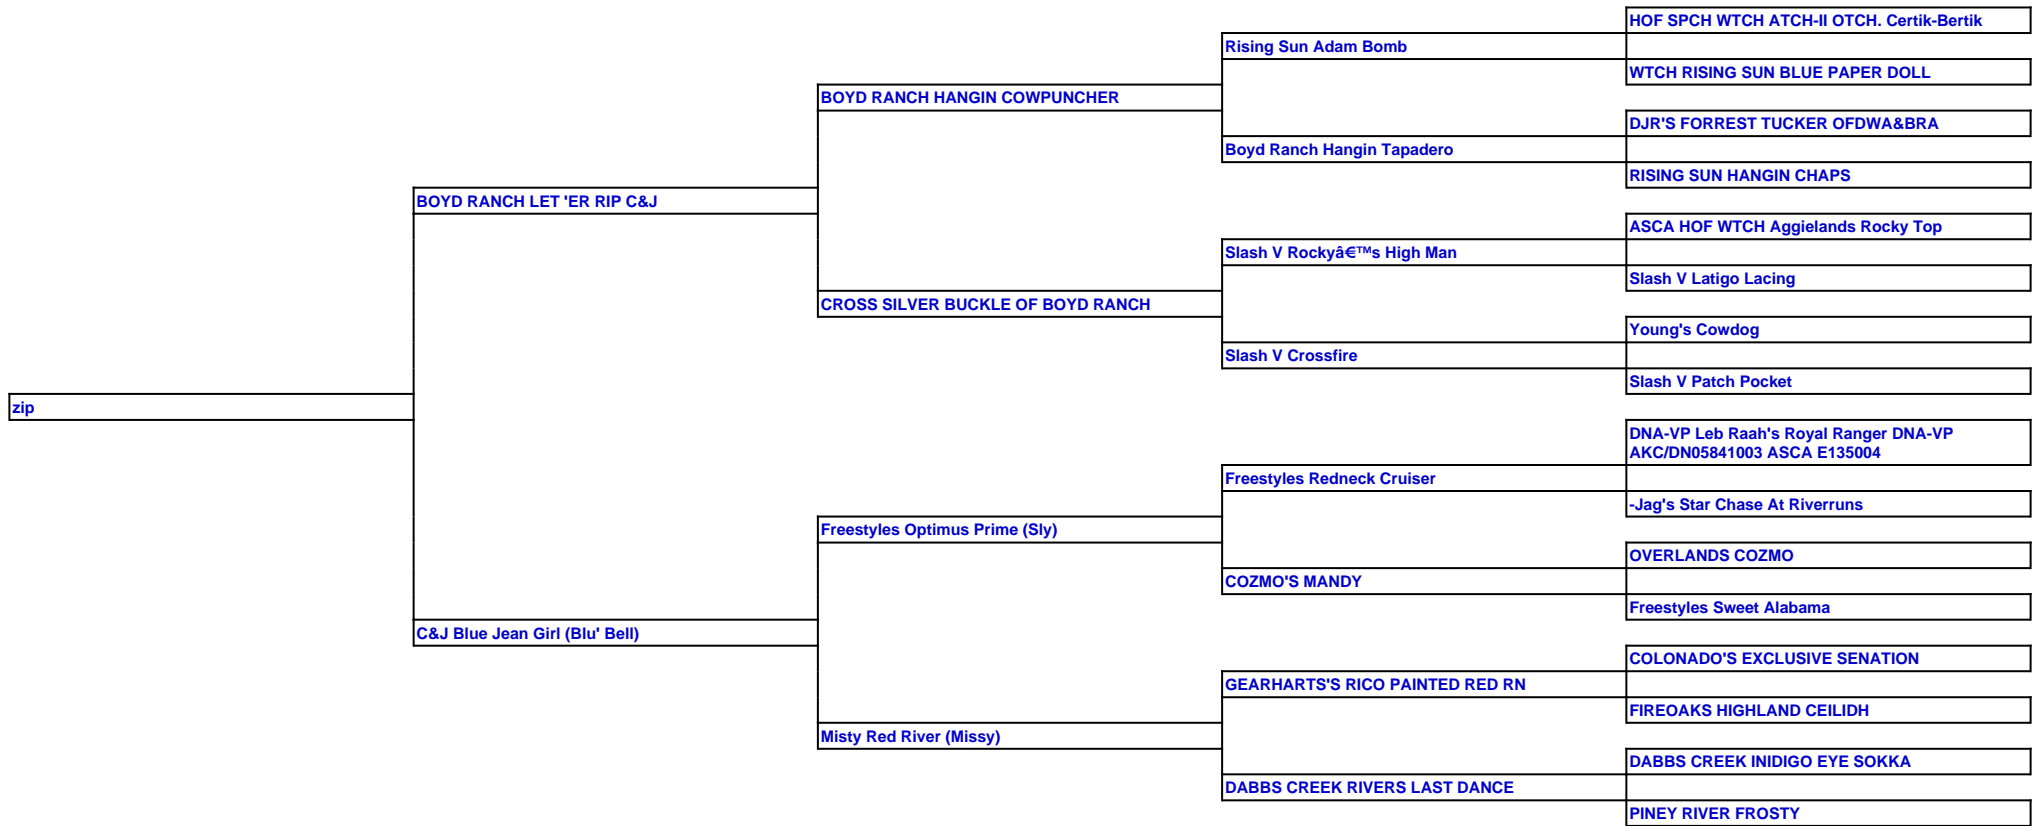 HOF SPCH WTCH ATCH-II OTCH. Certik-Bertik
Rising Sun Adam Bomb
WTCH RISING SUN BLUE PAPER DOLL
BOYD RANCH HANGIN COWPUNCHER
DJR'S FORREST TUCKER OFDWA&BRA
Boyd Ranch Hangin Tapadero
RISING SUN HANGIN CHAPS
BOYD RANCH LET 'ER RIP C&J
ASCA HOF WTCH Aggielands Rocky Top
Slash V Rockyâ€™s High Man
Slash V Latigo Lacing
CROSS SILVER BUCKLE OF BOYD RANCH
Young's Cowdog
Slash V Crossfire
Slash V Patch Pocket
zip
DNA-VP Leb Raah's Royal Ranger DNA-VP
AKC/DN05841003 ASCA E135004
Freestyles Redneck Cruiser
-Jag's Star Chase At Riverruns
Freestyles Optimus Prime (Sly)
OVERLANDS COZMO
COZMO'S MANDY
Freestyles Sweet Alabama
C&J Blue Jean Girl (Blu' Bell)
COLONADO'S EXCLUSIVE SENATION
GEARHARTS'S RICO PAINTED RED RN
FIREOAKS HIGHLAND CEILIDH
Misty Red River (Missy)
DABBS CREEK INIDIGO EYE SOKKA
DABBS CREEK RIVERS LAST DANCE
PINEY RIVER FROSTY